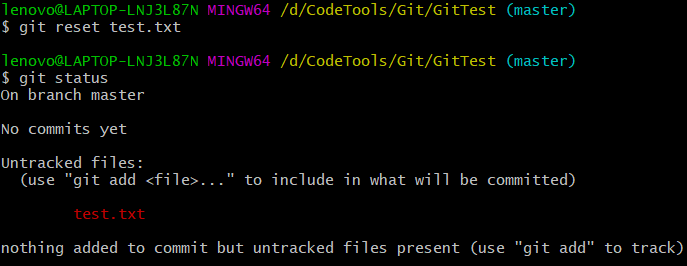 lenovo@LAPTOP-LNJ3L87N MINGW64 /d/CodeTools/Git/GitTest (master)
$ git reset test.txt
lenovo@LAPTOP-LNJ3L87N MINGW64 /d/CodeTools/Git/GitTest (master)
$ git status
On branch master
No commits yet
Untracked files:
  (use "git add <file>..." to include in what will be committed)
        test.txt
nothing added to commit but untracked files present (use "git add" to track)